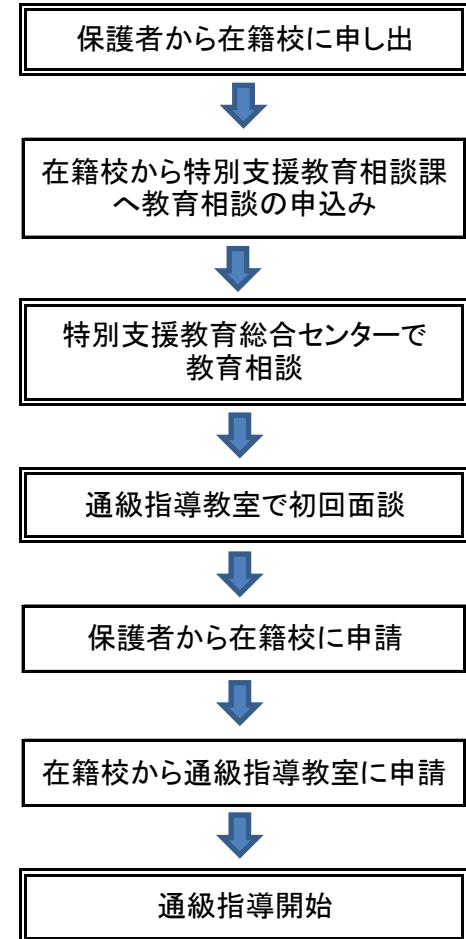 保護者から在籍校に申し出
在籍校から特別支援教育相談課
へ教育相談の申込み
特別支援教育総合センターで
教育相談
通級指導教室で初回面談
保護者から在籍校に申請
在籍校から通級指導教室に申請
通級指導開始